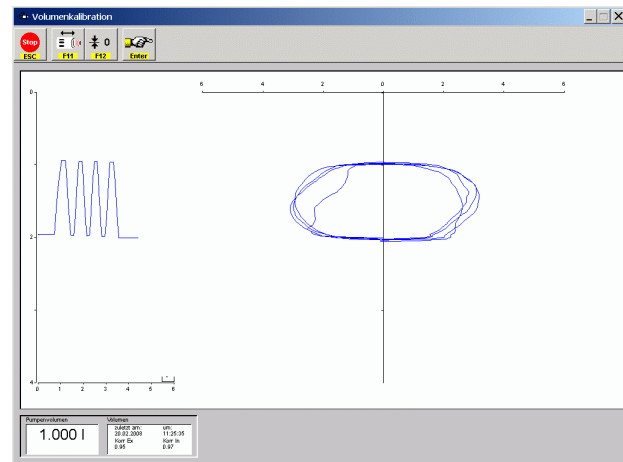 Volumenkalibration
Stop
ESC
F11
0
F12
Enter
6 4 2 0 2 4 6
0
2
4
0 1 2 3 4 5 6
Pumpenvolumen
1.000 l
Volumen
zuletzt am: um:
20.02.2008 11:25:35
Korr Ex Korr In
0.95 0.97